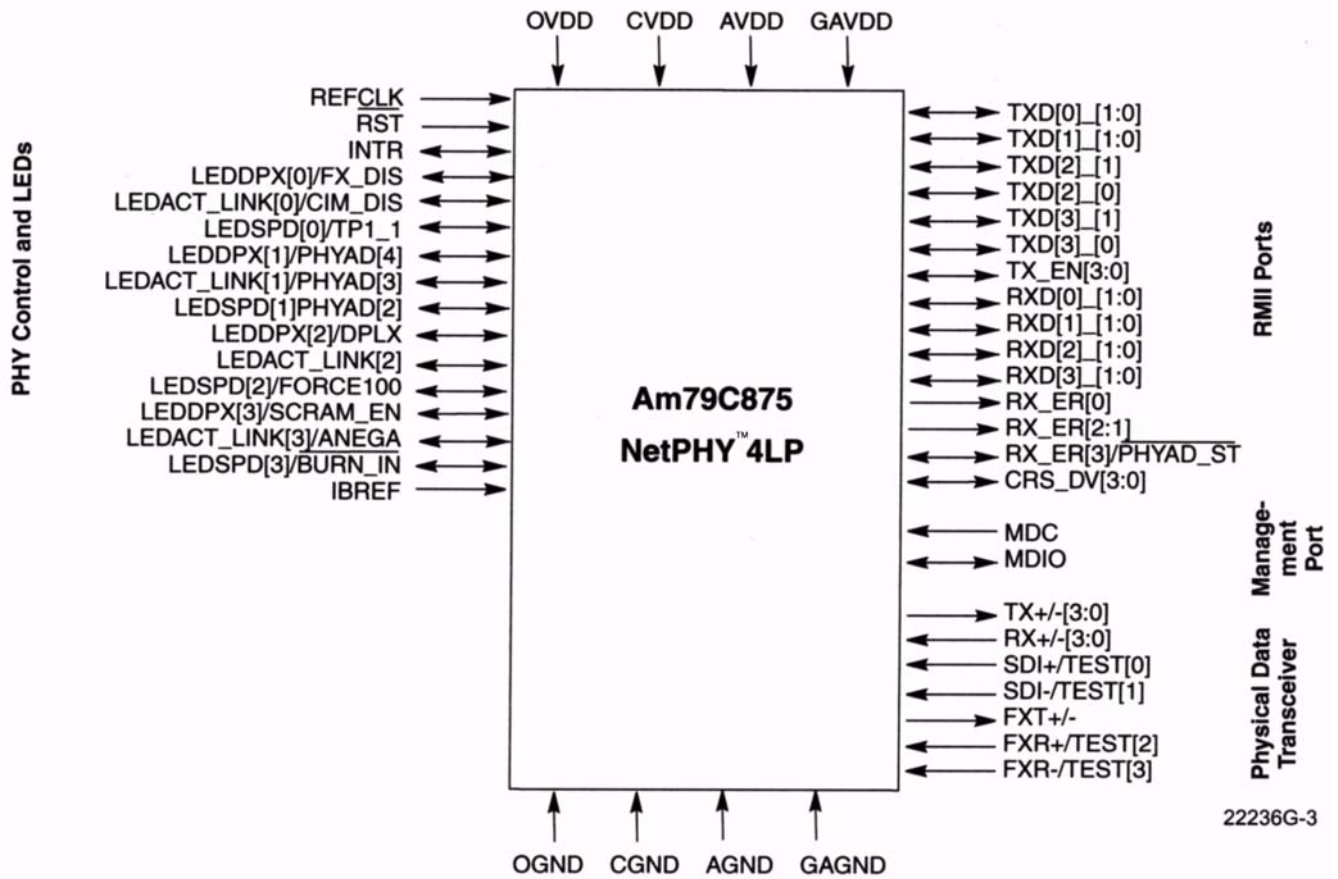 OVDD CVDD AVDD GAVDD
PHY Control and LEDs
REFCLK
RST
INTR
LEDDPX[0]/FX_DIS
LEDACT_LINK[0]/CIM_DIS
LEDSPD[0]/TP1_1
LEDDPX[1]/PHYAD[4]
LEDACT_LINK[1]/PHYAD[3]
LEDSPD[1]PHYAD[2]
LEDDPX[2]/DPLX
LEDACT_LINK[2]
LEDSPD[2]/FORCE100
LEDDPX[3]/SCRAM_EN
LEDACT_LINK[3]/ANEGA
LEDSPD[3]/BURN_IN
IBREF
Am79C875
NetPHY™4LP
TXD[0]_[1:0]
TXD[1]_[1:0]
TXD[2]_[1]
TXD[2]_[0]
TXD[3]_[1]
TXD[3]_[0]
TX_EN[3:0]
RXD[0]_[1:0]
RXD[1]_[1:0]
RXD[2]_[1:0]
RXD[3]_[1:0]
RX_ER[0]
RX_ER[2:1]
RX_ER[3]/PHYAD_ST
CRS_DV[3:0]
RMII Ports
MDC
MDIO
Manage-
ment
Port
TX+/-[3:0]
RX+/-[3:0]
SDI+/TEST[0]
SDI-/TEST[1]
FXT+/-
FXR+/TEST[2]
FXR-/TEST[3]
Physical Data
Transceiver
22236G-3
OGND CGND AGND GAGND